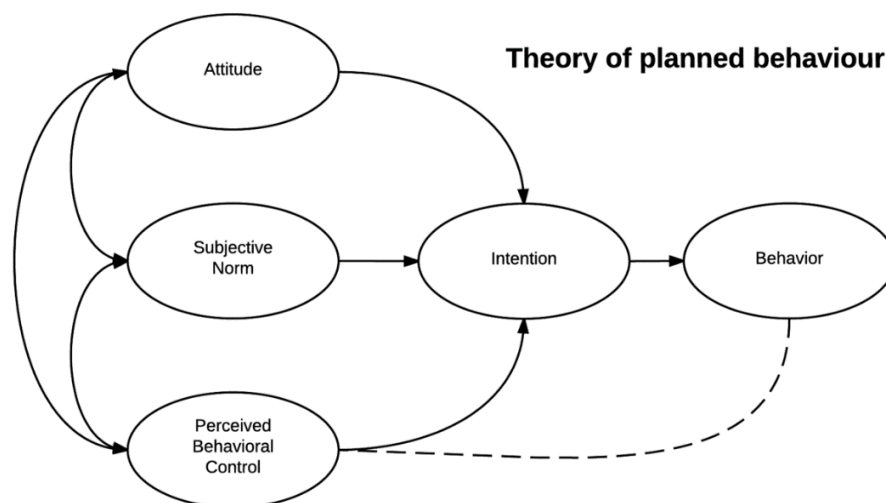 Theory of planned behaviour
Attitude
Subjective
Norm
Intention
Behavior
Perceived
Behavioral
Control